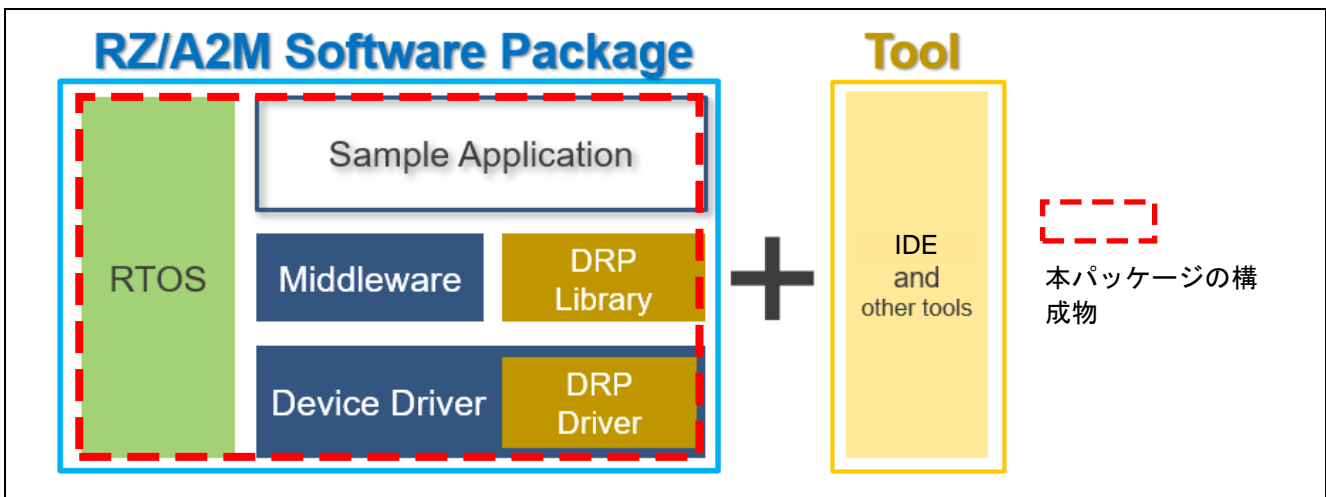 RZ/A2M Software Package
Tool
RTOS
Sample Application
Middleware
DRP
Library
Device Driver
DRP
Driver
IDE
and
other tools
本パッケージの構
成物